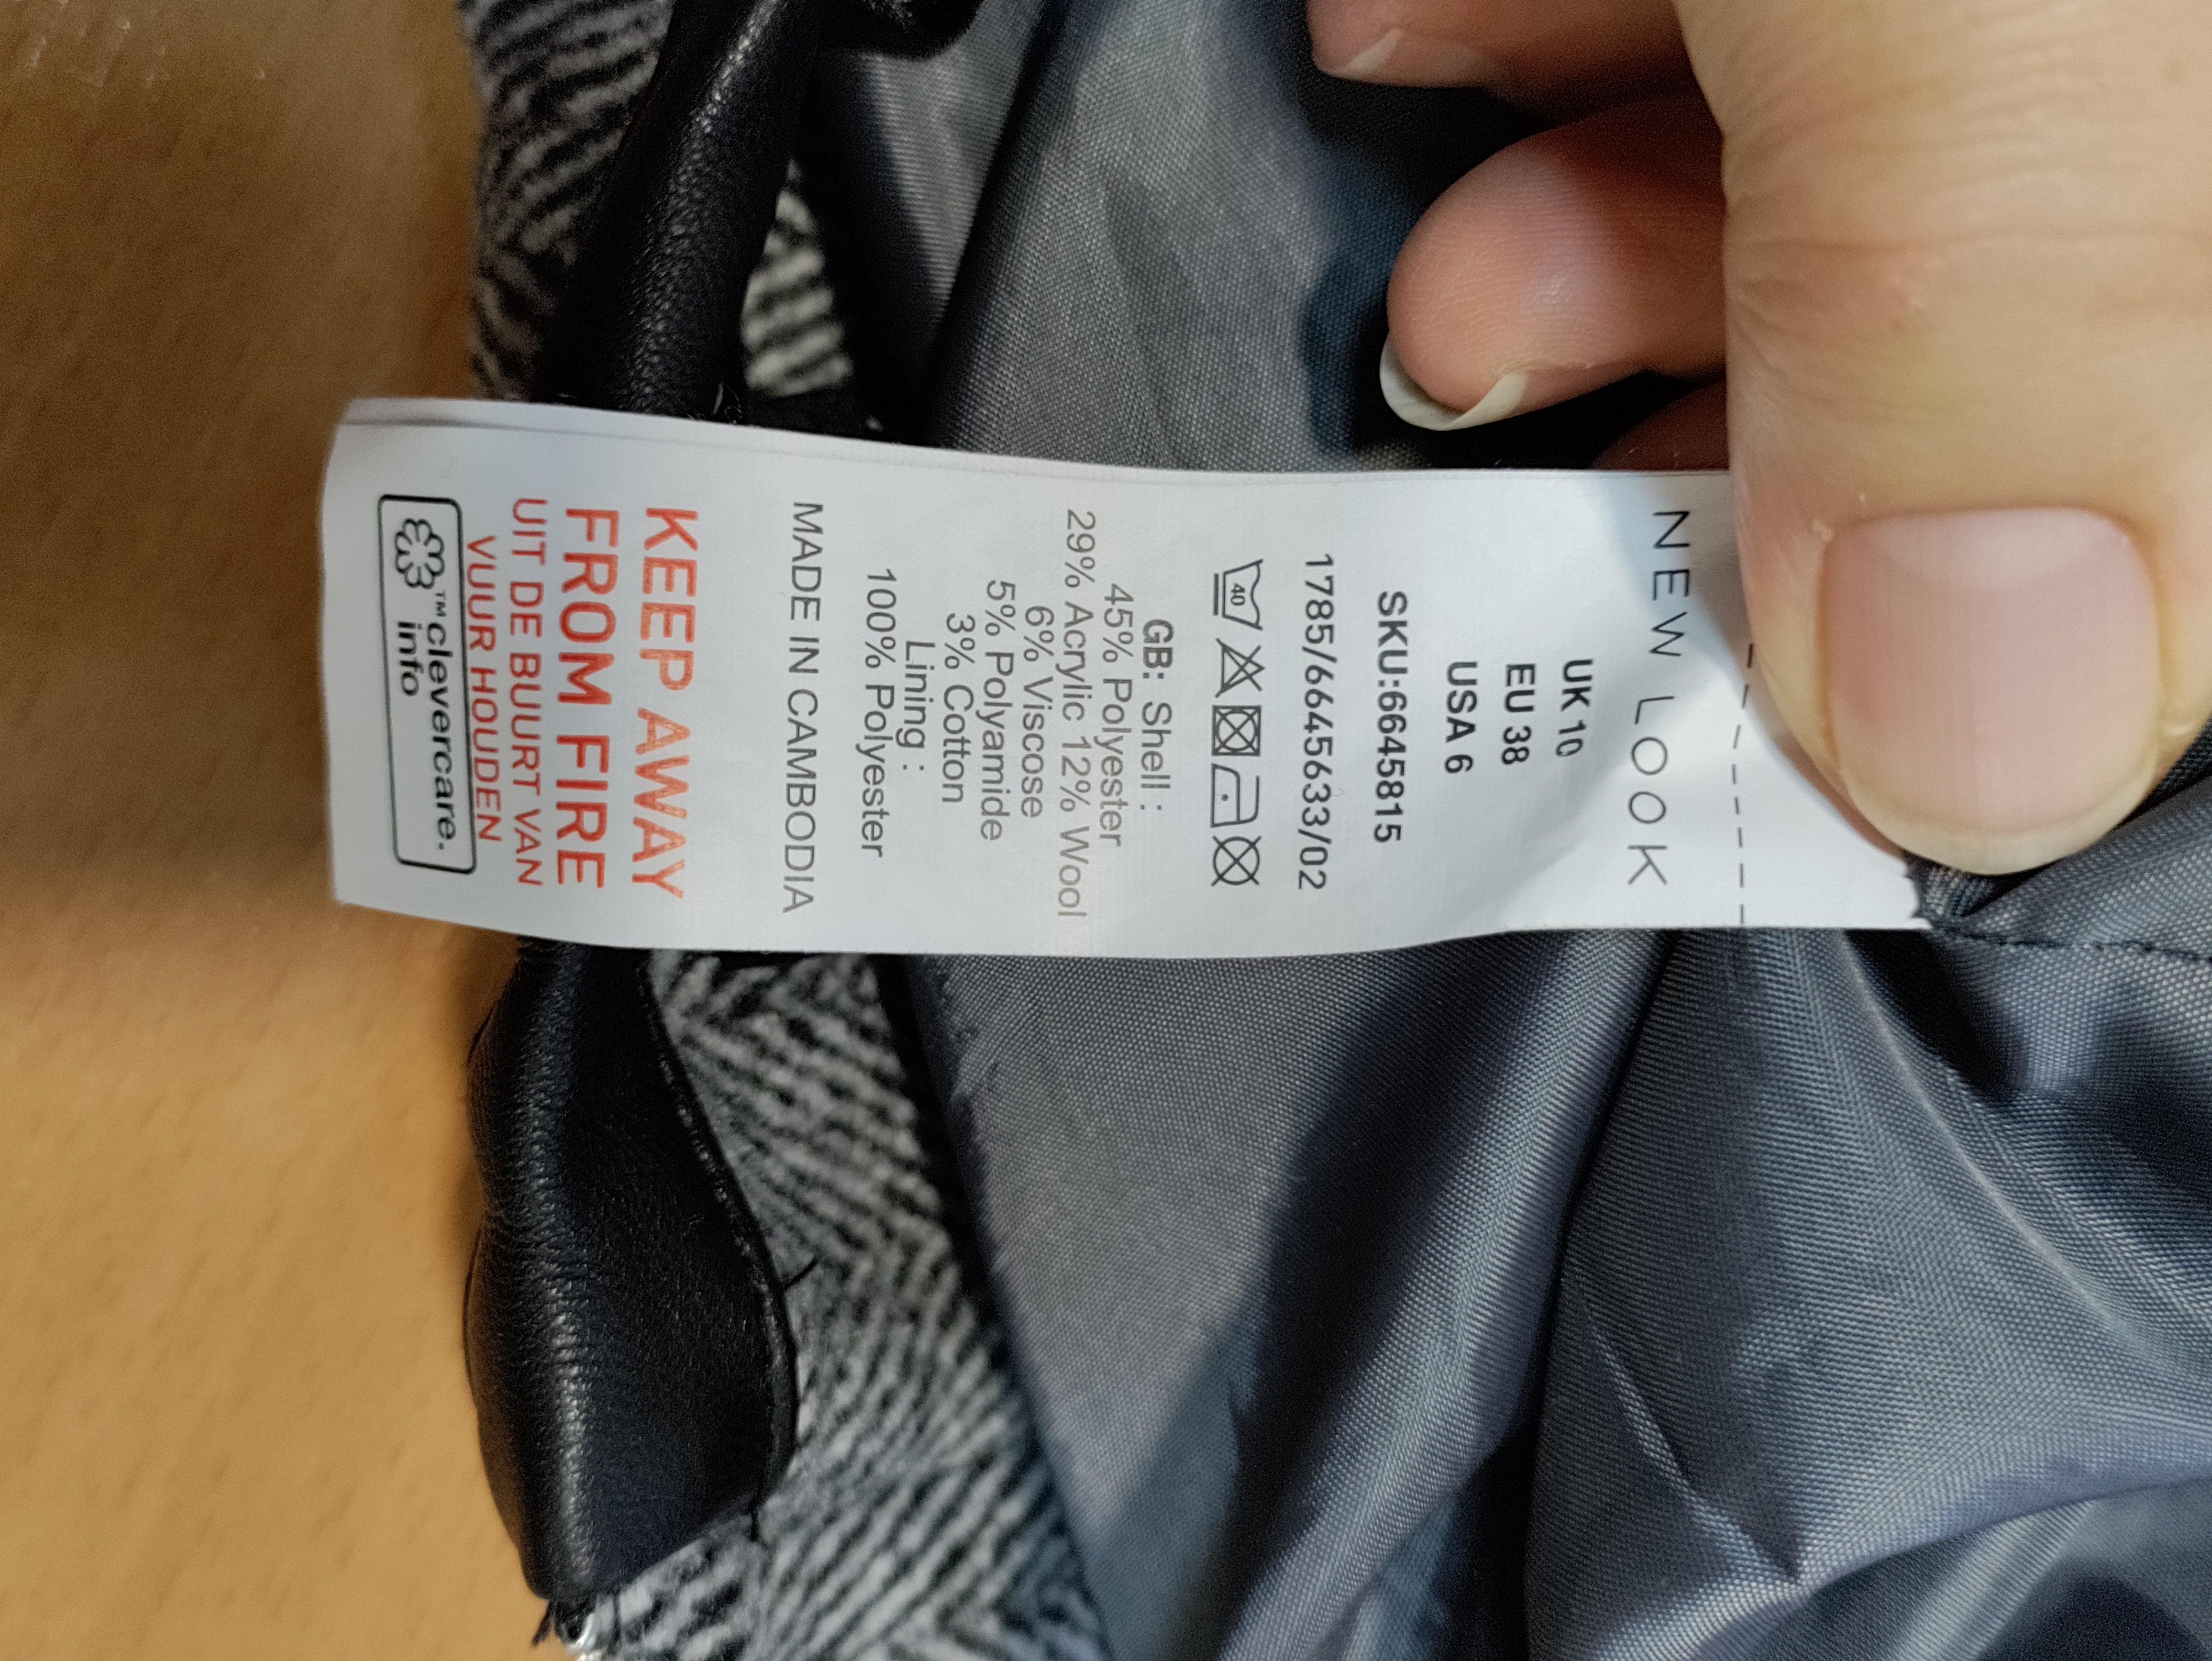 NEW LOOK
UK 10
EU 38
USA 6
SKU:6645815
1785/6645633/02
40
GB: Shell :
45% Polyester
29% Acrylic 12% Wool
6% Viscose
5% Polyamide
3% Cotton
Lining :
100% Polyester
MADE IN CAMBODIA
KEEP AWAY
FROM FIRE
UIT DE BUURT VAN
VUUR HOUDEN
™clevercare.
info